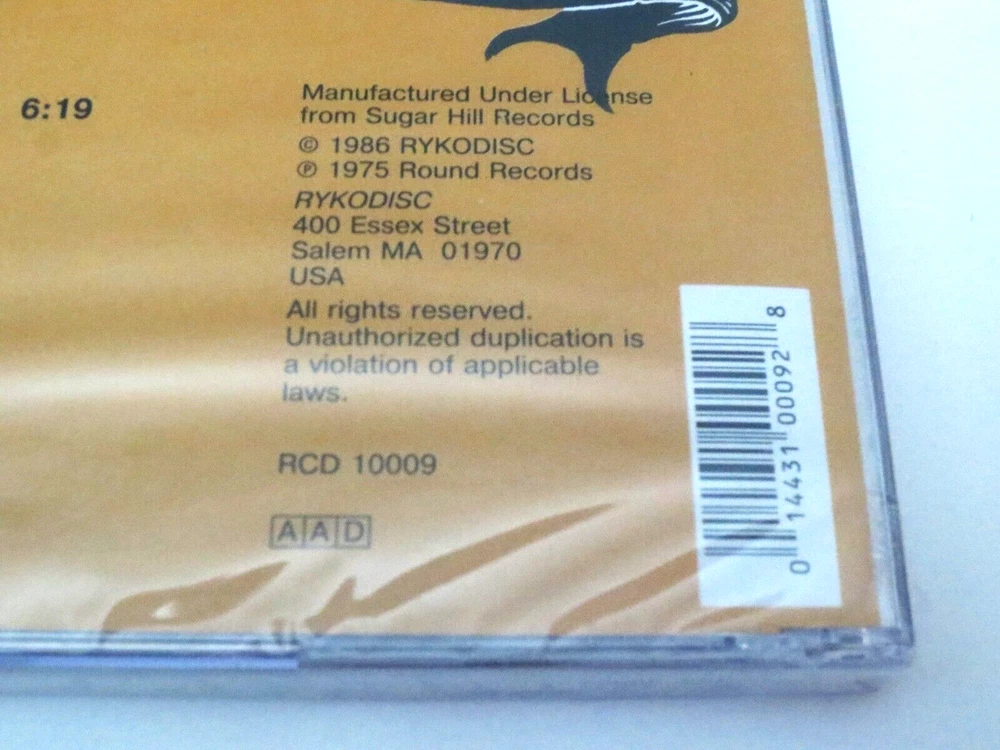 6:19
Manufactured Under License
from Sugar Hill Records
© 1986 RYKODISC
℗ 1975 Round Records
RYKODISC
400 Essex Street
Salem MA 01970
USA
All rights reserved.
Unauthorized duplication is
a violation of applicable
laws.
RCD 10009
AAD
0 14431 00092 8